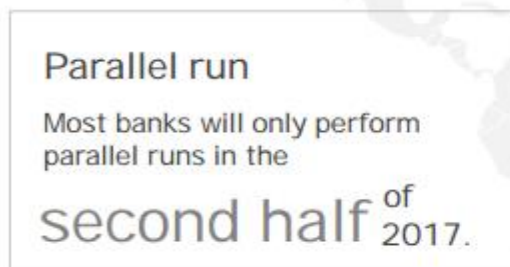 Parallel run
Most banks will only perform
parallel runs in the
second half of
2017.